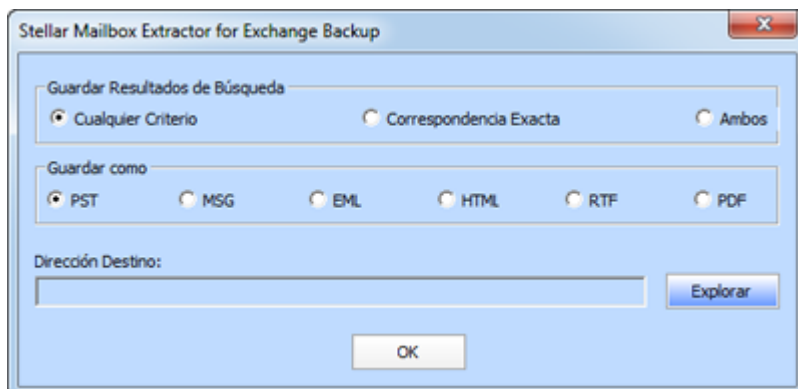 Stellar Mailbox Extractor for Exchange Backup
Guardar Resultados de Búsqueda
Cualquier Criterio Correspondencia Exacta Ambos
Guardar como
PST MSG EML HTML RTF PDF
Dirección Destino:
Explorar
OK